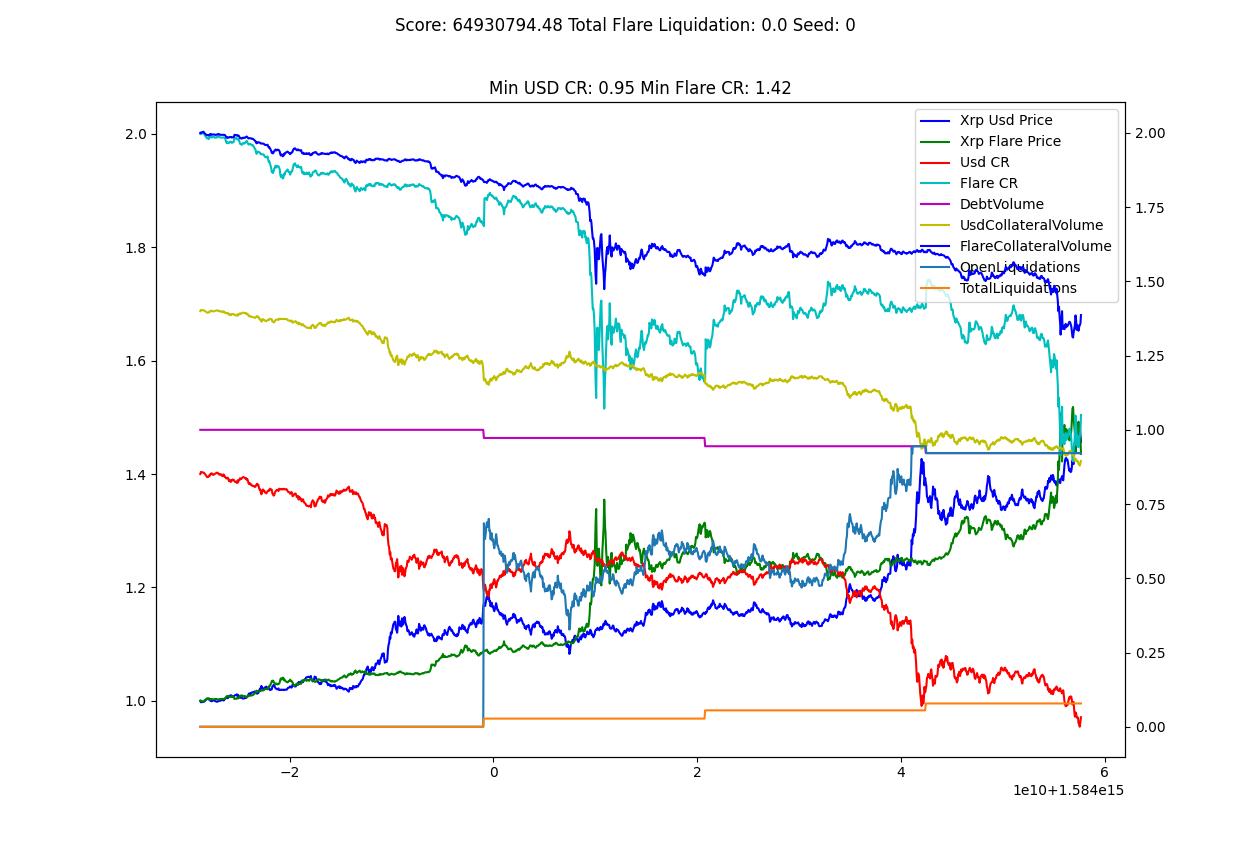 Score: 64930794.48 Total Flare Liquidation: 0.0 Seed: 0
Min USD CR: 0.95 Min Flare CR: 1.42
2.0
1.8
1.6
1.4
1.2
1.0
Xrp Usd Price
Xrp Flare Price
Usd CR
Flare CR
DebtVolume
UsdCollateralVolume
FlareCollateralVolume
OpenLiquidations
TotalLiquidations
2.00
1.75
1.50
1.25
1.00
0.75
0.50
0.25
0.00
−2
0
2
4
6
1e10+1.584e15